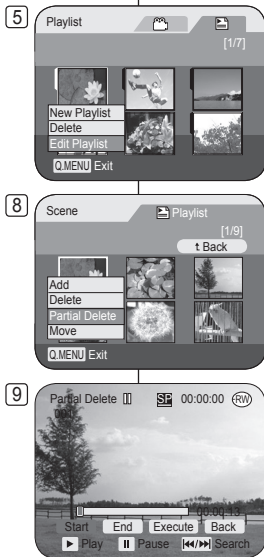 5
Playlist
[1/7]
New Playlist
Delete
Edit Playlist
Q.MENU Exit
8
Scene
Playlist
[1/9]
t Back
Add
Delete
Partial Delete
Move
Q.MENU Exit
9
Partial Delete SP 00:00:00 RW
001
00:00:13
Start End Execute Back
Play Pause Search